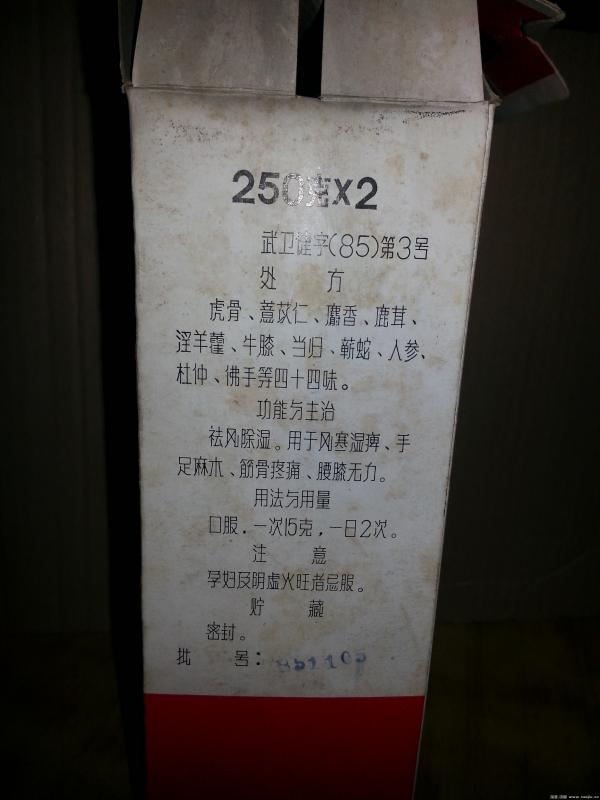 250克X2
武卫健字(85)第3号
处 方
虎骨、薏苡仁、麝香、鹿茸、
淫羊藿、牛膝、当归、蕲蛇、人参、
杜仲、佛手等四十四味。
功能与主治
祛风除湿。用于风寒湿痹、手
足麻木、筋骨疼痛、腰膝无力。
用法与用量
口服，一次15克，一日2次。
注 意
孕妇及阴虚火旺者忌服。
贮 藏
密封。
批 号：